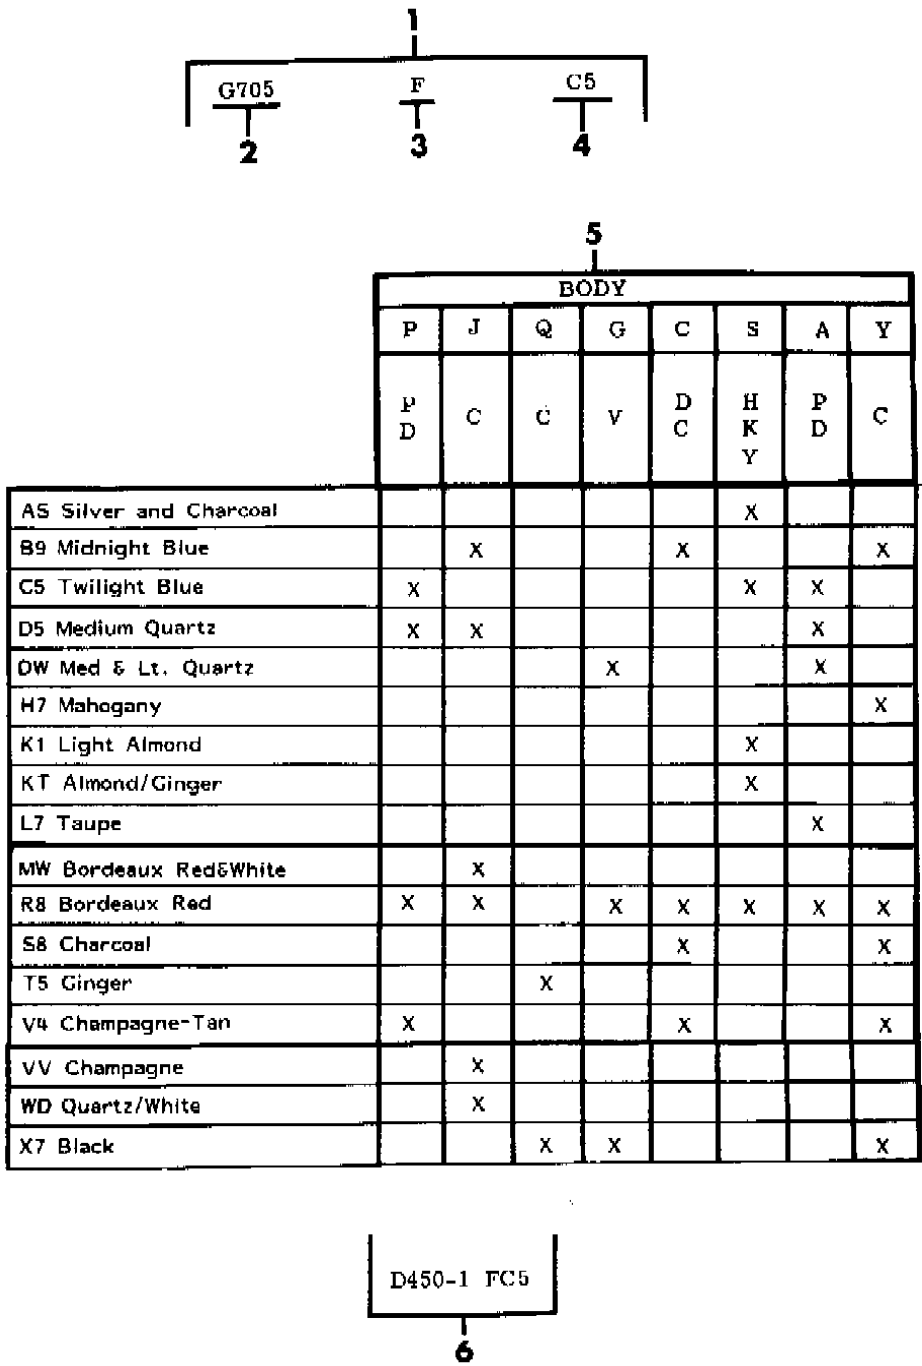 1
G705 F C5
2 3 4
5
BODY
P J Q G C S A Y
P D C C V D C H K Y P D C
AS Silver and Charcoal X
B9 Midnight Blue X X X
C5 Twilight Blue X X X
D5 Medium Quartz X X X
DW Med & Lt. Quartz X X
H7 Mahogany X
K1 Light Almond X
KT Almond/Ginger X
L7 Taupe X
MW Bordeaux Red&White X
R8 Bordeaux Red X X X X X X X
S8 Charcoal X X
T5 Ginger X
V4 Champagne-Tan X X X
VV Champagne X
WD Quartz/White X
X7 Black X X X
D450-1 FC5
6